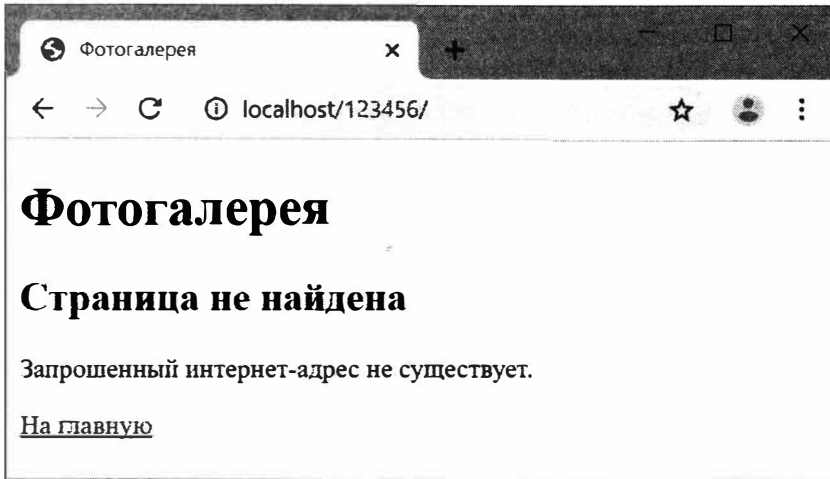 Фотогалерея
localhost/123456/
Фотогалерея
Страница не найдена
Запрошенный интернет-адрес не существует.
На главную